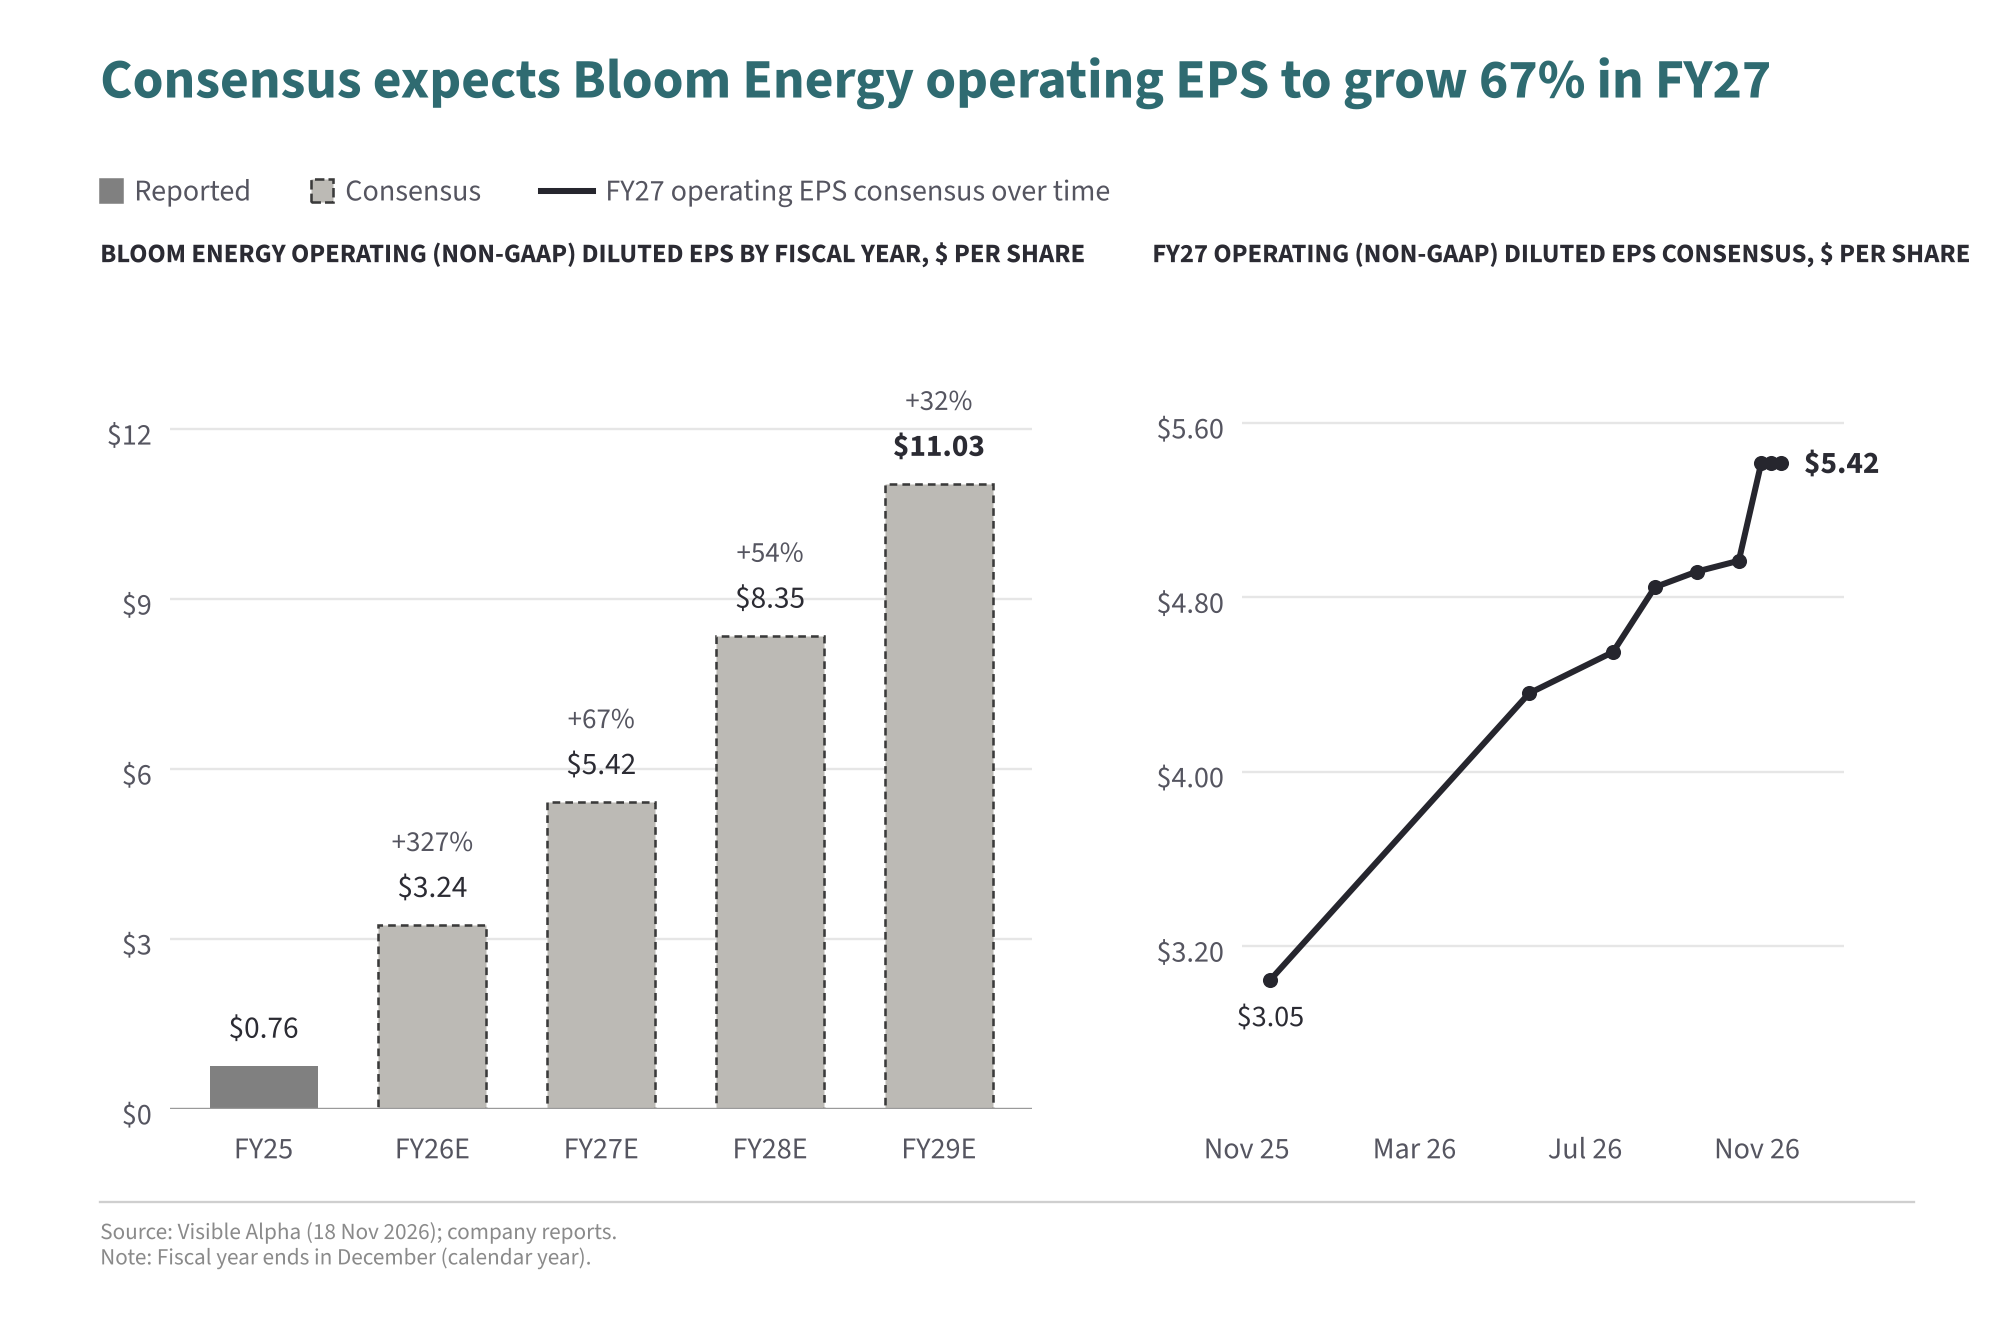 Consensus expects Bloom Energy operating EPS to grow 67% in FY27
Reported
Consensus
FY27 operating EPS consensus over time
BLOOM ENERGY OPERATING (NON-GAAP) DILUTED EPS BY FISCAL YEAR, $ PER SHARE
$12
$9
$6
$3
$0
$0.76
+327%
$3.24
+67%
$5.42
+54%
$8.35
+32%
$11.03
FY25
FY26E
FY27E
FY28E
FY29E
FY27 OPERATING (NON-GAAP) DILUTED EPS CONSENSUS, $ PER SHARE
$5.60
$4.80
$4.00
$3.20
$3.05
$5.42
Nov 25
Mar 26
Jul 26
Nov 26
Source: Visible Alpha (18 Nov 2026); company reports.
Note: Fiscal year ends in December (calendar year).